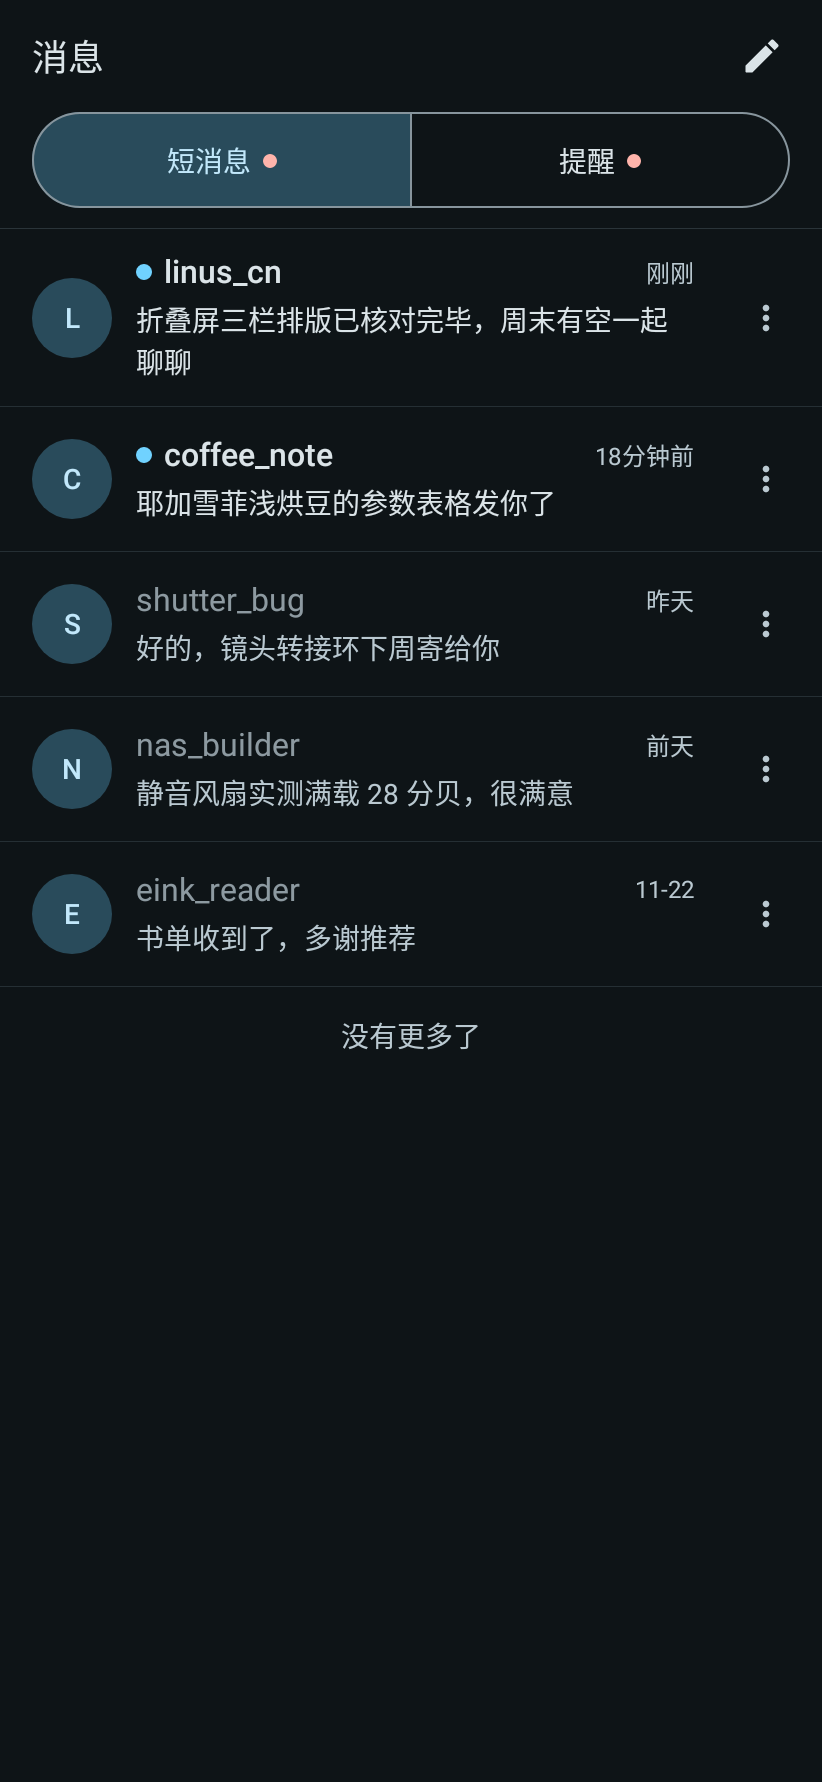 消息
短消息
提醒
L
linus_cn
刚刚
折叠屏三栏排版已核对完毕，周末有空一起
聊聊
C
coffee_note
18分钟前
耶加雪菲浅烘豆的参数表格发你了
S
shutter_bug
昨天
好的，镜头转接环下周寄给你
N
nas_builder
前天
静音风扇实测满载 28 分贝，很满意
E
eink_reader
11-22
书单收到了，多谢推荐
没有更多了